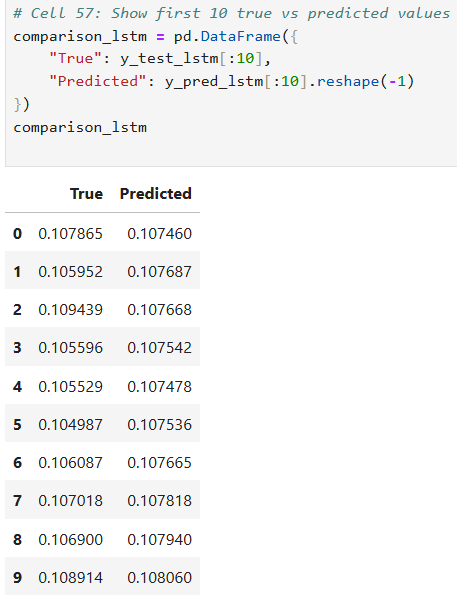 # Cell 57: Show first 10 true vs predicted values
comparison_lstm = pd.DataFrame({
    "True": y_test_lstm[:10],
    "Predicted": y_pred_lstm[:10].reshape(-1)
})
comparison_lstm
True Predicted
0 0.107865 0.107460
1 0.105952 0.107687
2 0.109439 0.107668
3 0.105596 0.107542
4 0.105529 0.107478
5 0.104987 0.107536
6 0.106087 0.107665
7 0.107018 0.107818
8 0.106900 0.107940
9 0.108914 0.108060